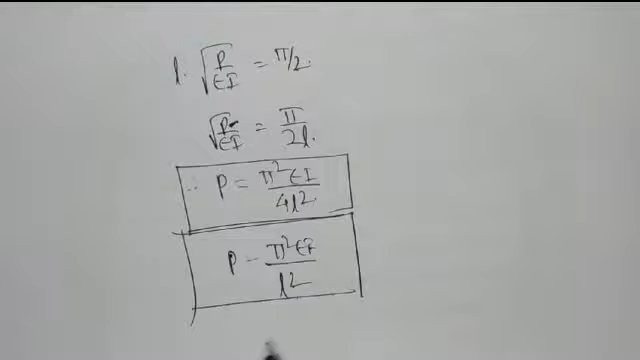 l. √P/EI = π/2.
√P/EI = π/2l.
∴ P = π²EI/4l²
P = π²EI/l²